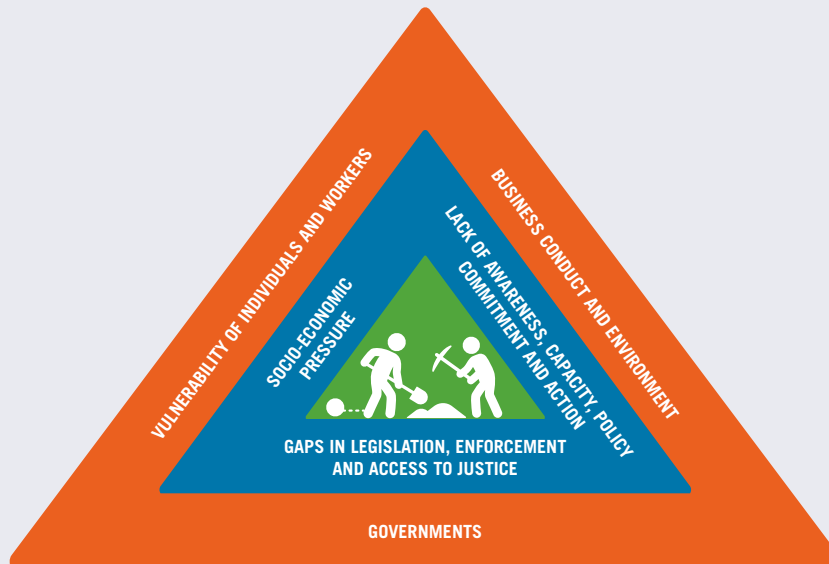 VULNERABILITY OF INDIVIDUALS AND WORKERS
BUSINESS CONDUCT AND ENVIRONMENT
SOCIO-ECONOMIC
PRESSURE
LACK OF AWARENESS, CAPACITY, POLICY
COMMITMENT AND ACTION
GAPS IN LEGISLATION, ENFORCEMENT
AND ACCESS TO JUSTICE
GOVERNMENTS